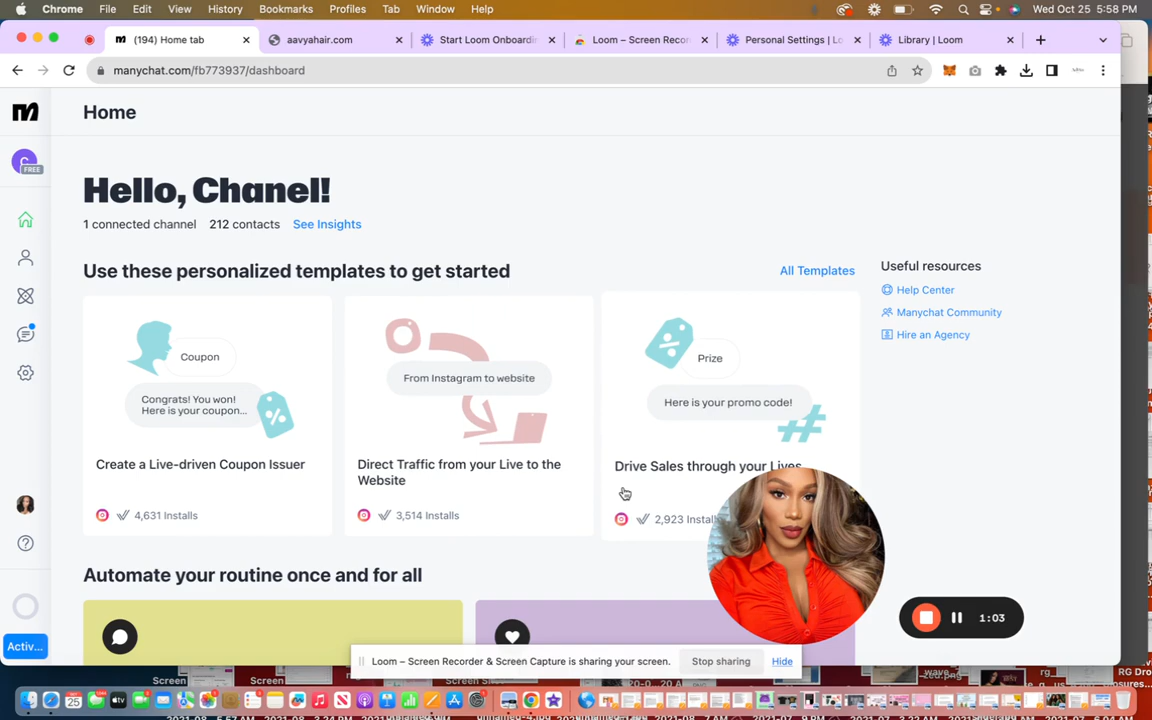 Chrome File Edit View History Bookmarks Profiles Tab Window Help Wed Oct 25 5:58 PM
(194) Home tab aavyahair.com Start Loom Onboardin Loom – Screen Recor Personal Settings | Lo Library | Loom
manychat.com/fb773937/dashboard
Home
C
FREE
Hello, Chanel!
1 connected channel 212 contacts See Insights
Use these personalized templates to get started All Templates
Useful resources
Help Center
Manychat Community
Hire an Agency
Coupon
Congrats! You won!
Here is your coupon...
Create a Live-driven Coupon Issuer
4,631 Installs
From Instagram to website
Direct Traffic from your Live to the
Website
3,514 Installs
Prize
Here is your promo code!
Drive Sales through your Lives
2,923 Install
Automate your routine once and for all
Activ...
1:03
Loom – Screen Recorder & Screen Capture is sharing your screen. Stop sharing Hide
Screen